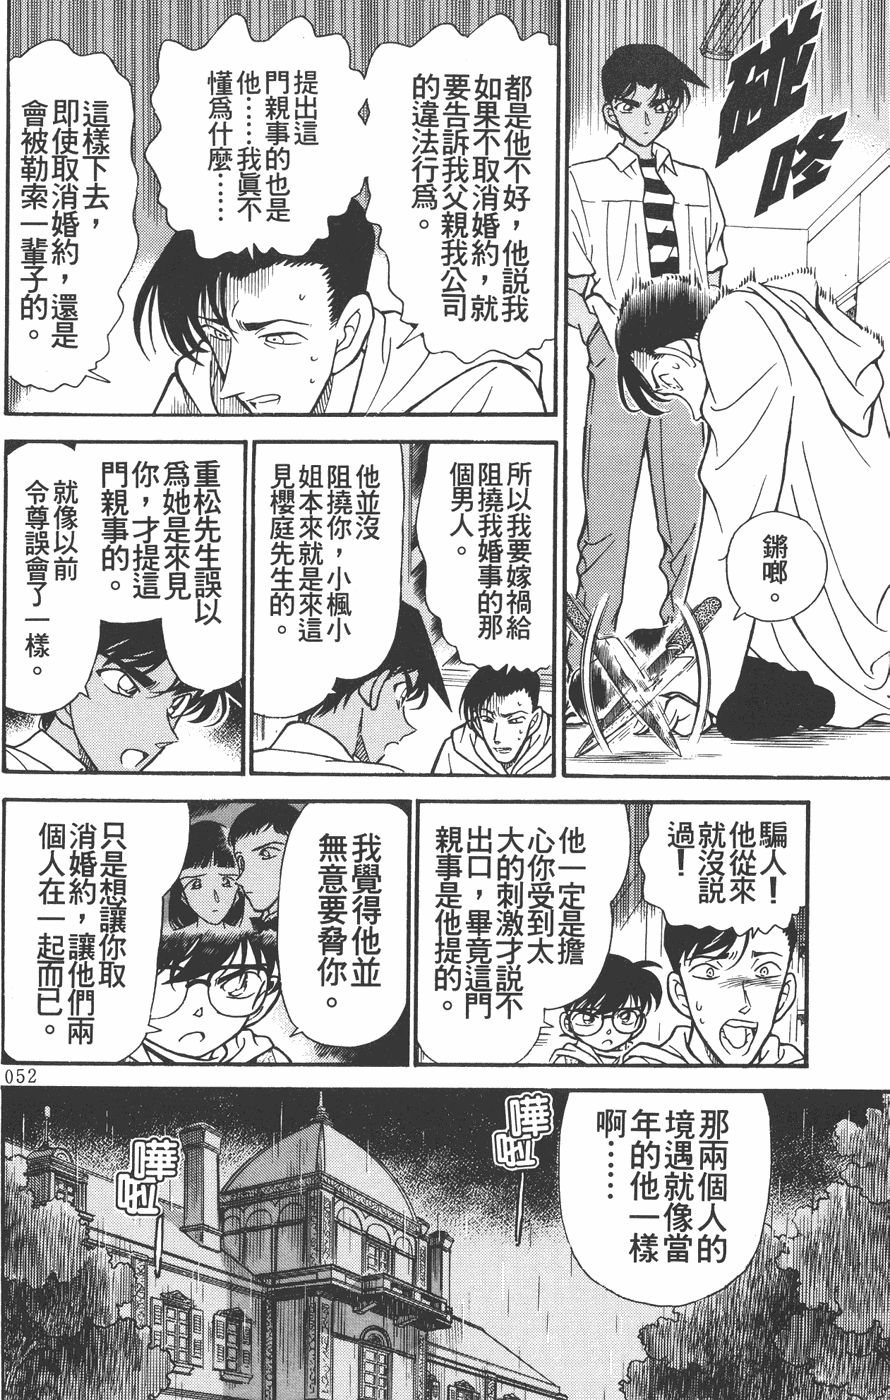 碰
咚
鏘
啷。
都是他不好，他說我
如果不取消婚約，就
要告訴我父親我公司
的違法行爲。
提出這
門親事的也是
他……我真不
懂爲什麼……
這樣下去，
即使取消婚約，還是
會被勒索一輩子的。
所以我要嫁禍給
阻撓我婚事的那
個男人。
他並沒
阻撓你，小楓小
姐本來就是來這
見櫻庭先生的。
重松先生誤以
爲她是來見
你，才提這
門親事的。
就像以前
令尊誤會了一樣。
騙人！
他從來
就沒說
過！
他一定是擔
心你受到太
大的刺激才說不
出口，畢竟這門
親事是他提的。
我覺得他並
無意要脅你。
只是想讓你取
消婚約，讓他們兩
個人在一起而已。
052
那兩個人的
境遇就像當
年的他一樣
啊……
嘩啦
嘩啦